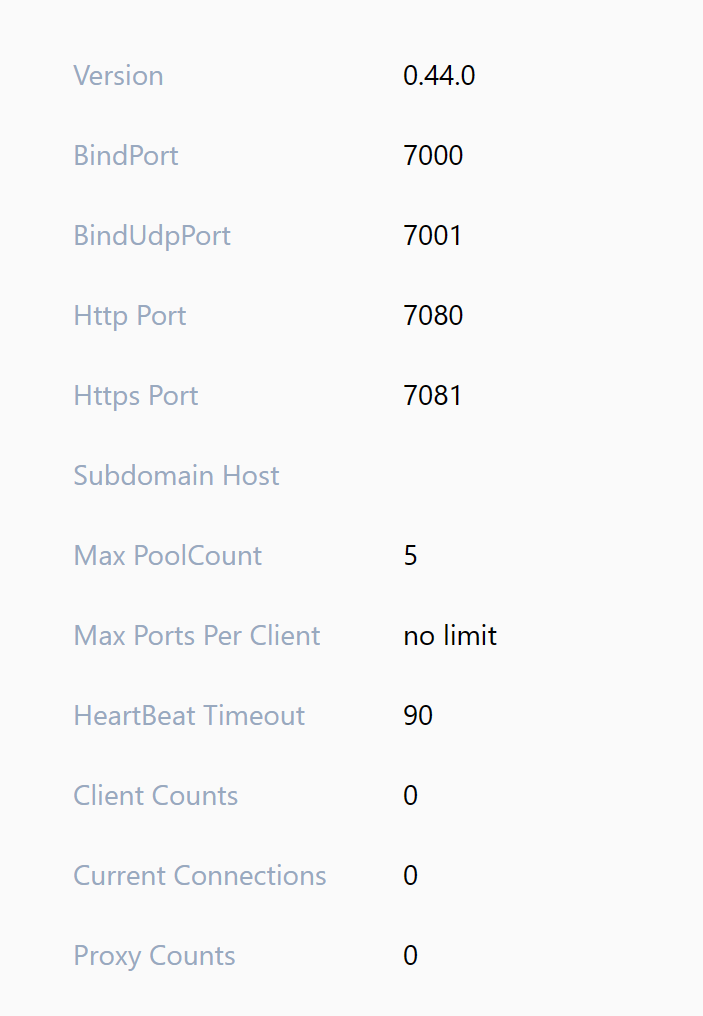 Version 0.44.0
BindPort 7000
BindUdpPort 7001
Http Port 7080
Https Port 7081
Subdomain Host
Max PoolCount 5
Max Ports Per Client no limit
HeartBeat Timeout 90
Client Counts 0
Current Connections 0
Proxy Counts 0